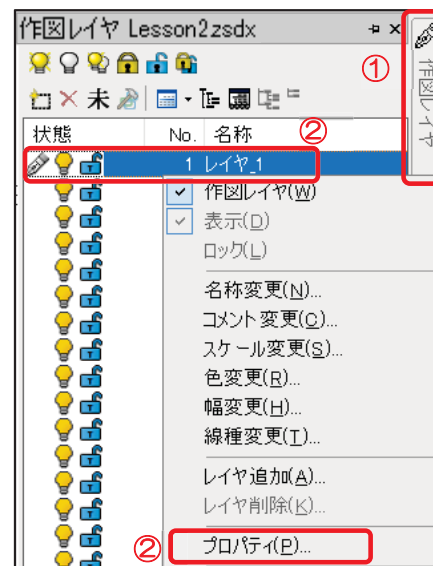 作図レイヤ Lesson2.zsdx
①
作図レイヤ
未
状態 No. 名称 ②
1 レイヤ_1
作図レイヤ(W)
表示(D)
ロック(L)
名称変更(N)...
コメント変更(C)...
スケール変更(S)...
色変更(R)...
幅変更(H)...
線種変更(T)...
レイヤ追加(A)...
レイヤ削除(K)...
② プロパティ(P)...